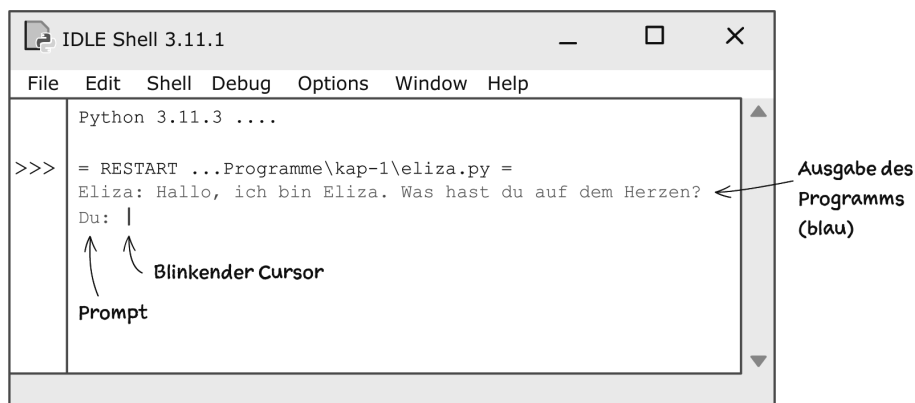 IDLE Shell 3.11.1
File Edit Shell Debug Options Window Help
Python 3.11.3 ....
>>> = RESTART ...Programme\kap-1\eliza.py =
Eliza: Hallo, ich bin Eliza. Was hast du auf dem Herzen?
Du:
Ausgabe des
Programms
(blau)
Blinkender Cursor
Prompt